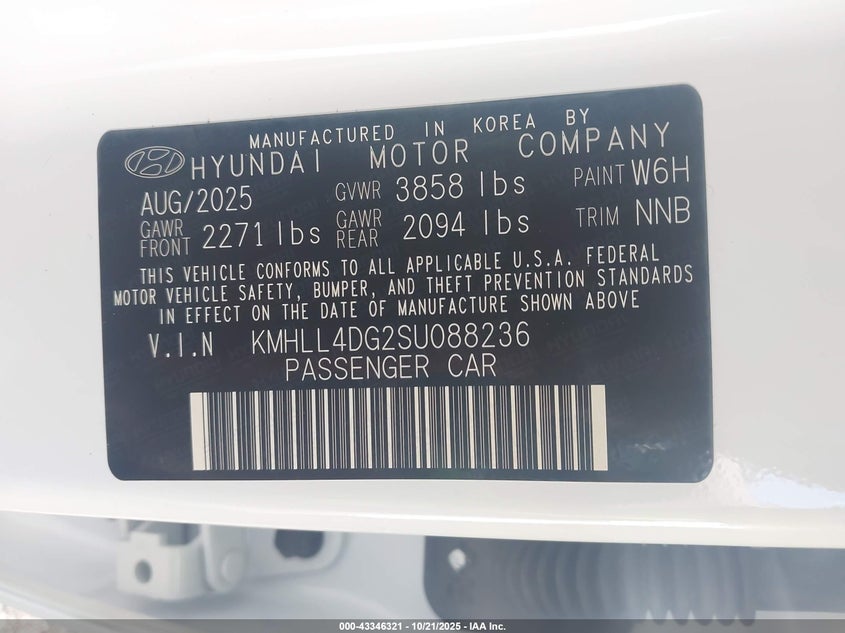 MANUFACTURED IN KOREA BY
HYUNDAI MOTOR COMPANY
AUG/2025 GVWR 3858 lbs PAINT W6H
GAWR FRONT 2271 lbs GAWR REAR 2094 lbs TRIM NNB
THIS VEHICLE CONFORMS TO ALL APPLICABLE U.S.A. FEDERAL
MOTOR VEHICLE SAFETY, BUMPER, AND THEFT PREVENTION STANDARDS
IN EFFECT ON THE DATE OF MANUFACTURE SHOWN ABOVE
V.I.N KMHLL4DG2SU088236
PASSENGER CAR
000-43346321 - 10/21/2025 - IAA Inc.